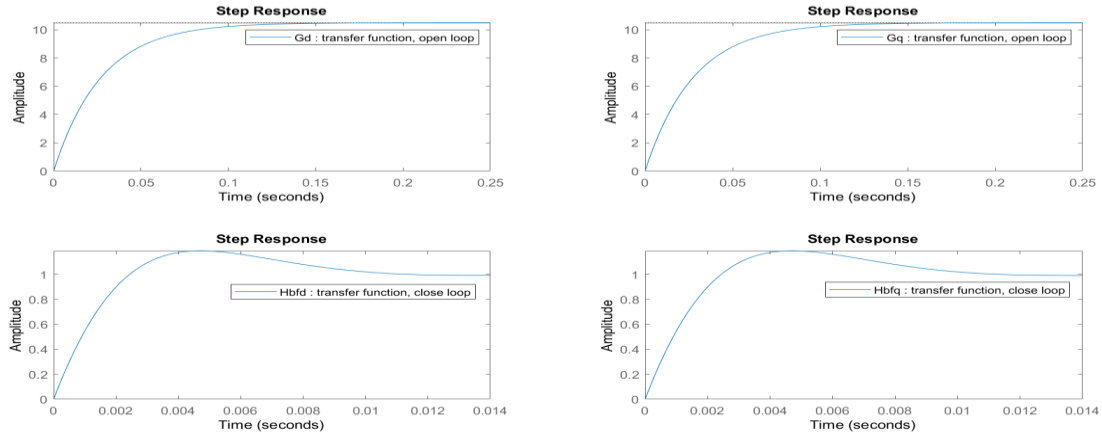 Step Response
Amplitude
10
8
6
4
2
0
Gd : transfer function, open loop
0 0.05 0.1 0.15 0.2 0.25
Time (seconds)
Step Response
Amplitude
10
8
6
4
2
0
Gq : transfer function, open loop
0 0.05 0.1 0.15 0.2 0.25
Time (seconds)
Step Response
Amplitude
1
0.8
0.6
0.4
0.2
0
Hbfd : transfer function, close loop
0 0.002 0.004 0.006 0.008 0.01 0.012 0.014
Time (seconds)
Step Response
Amplitude
1
0.8
0.6
0.4
0.2
0
Hbfq : transfer function, close loop
0 0.002 0.004 0.006 0.008 0.01 0.012 0.014
Time (seconds)